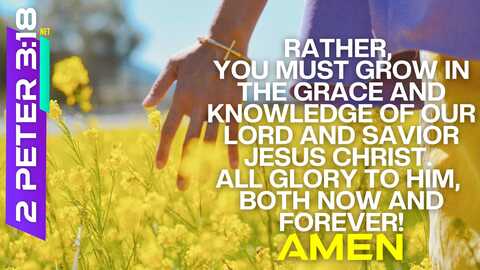 2 PETER 3:18
.NET
RATHER,
YOU MUST GROW IN
THE GRACE AND
KNOWLEDGE OF OUR
LORD AND SAVIOR
JESUS CHRIST.
ALL GLORY TO HIM,
BOTH NOW AND
FOREVER!
AMEN